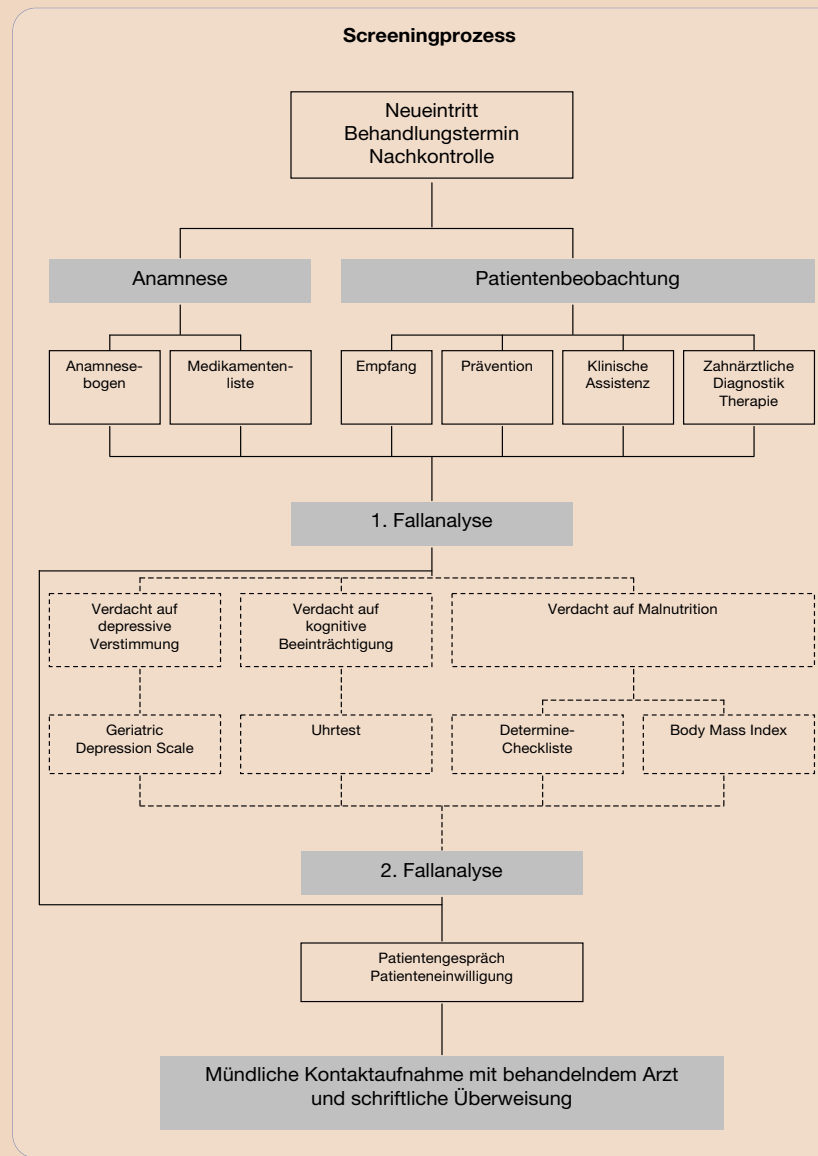 Screeningprozess
Neueintritt
Behandlungstermin
Nachkontrolle
Anamnese
Patientenbeobachtung
Anamnese-
bogen
Medikamenten-
liste
Empfang
Prävention
Klinische
Assistenz
Zahnärztliche
Diagnostik
Therapie
1. Fallanalyse
Verdacht auf
depressive
Verstimmung
Verdacht auf
kognitive
Beeinträchtigung
Verdacht auf Malnutrition
Geriatric
Depression Scale
Uhrtest
Determine-
Checkliste
Body Mass Index
2. Fallanalyse
Patientengespräch
Patienteneinwilligung
Mündliche Kontaktaufnahme mit behandelndem Arzt
und schriftliche Überweisung